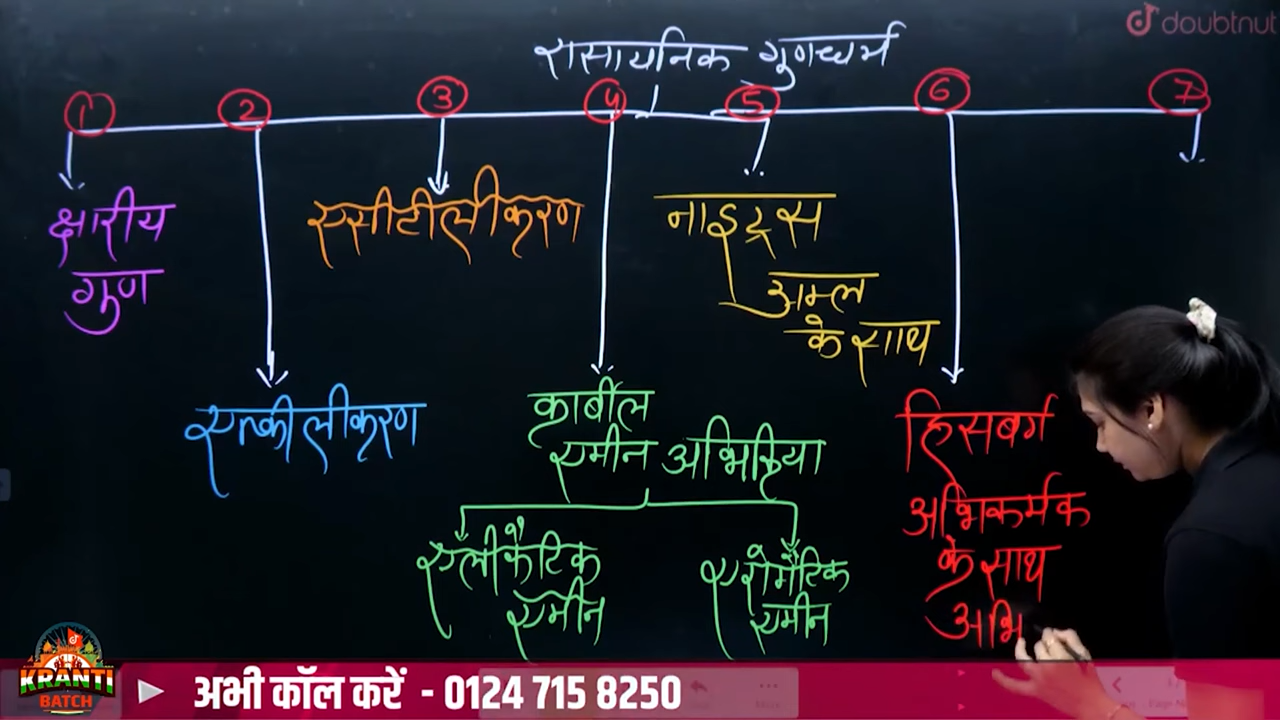 doubtnut
रासायनिक गुणधर्म
1 2 3 4 5 6 7
क्षारीय
गुण
एल्कीलीकरण
एसीटीलीकरण
कार्बील
एमीन अभिक्रिया
एलीफैटिक
एमीन
एरोमैटिक
एमीन
नाइट्रस
अम्ल
के साथ
हिंसबर्ग
अभिकर्मक
के साथ
अभि
KRANTI
BATCH
अभी कॉल करें - 0124 715 8250